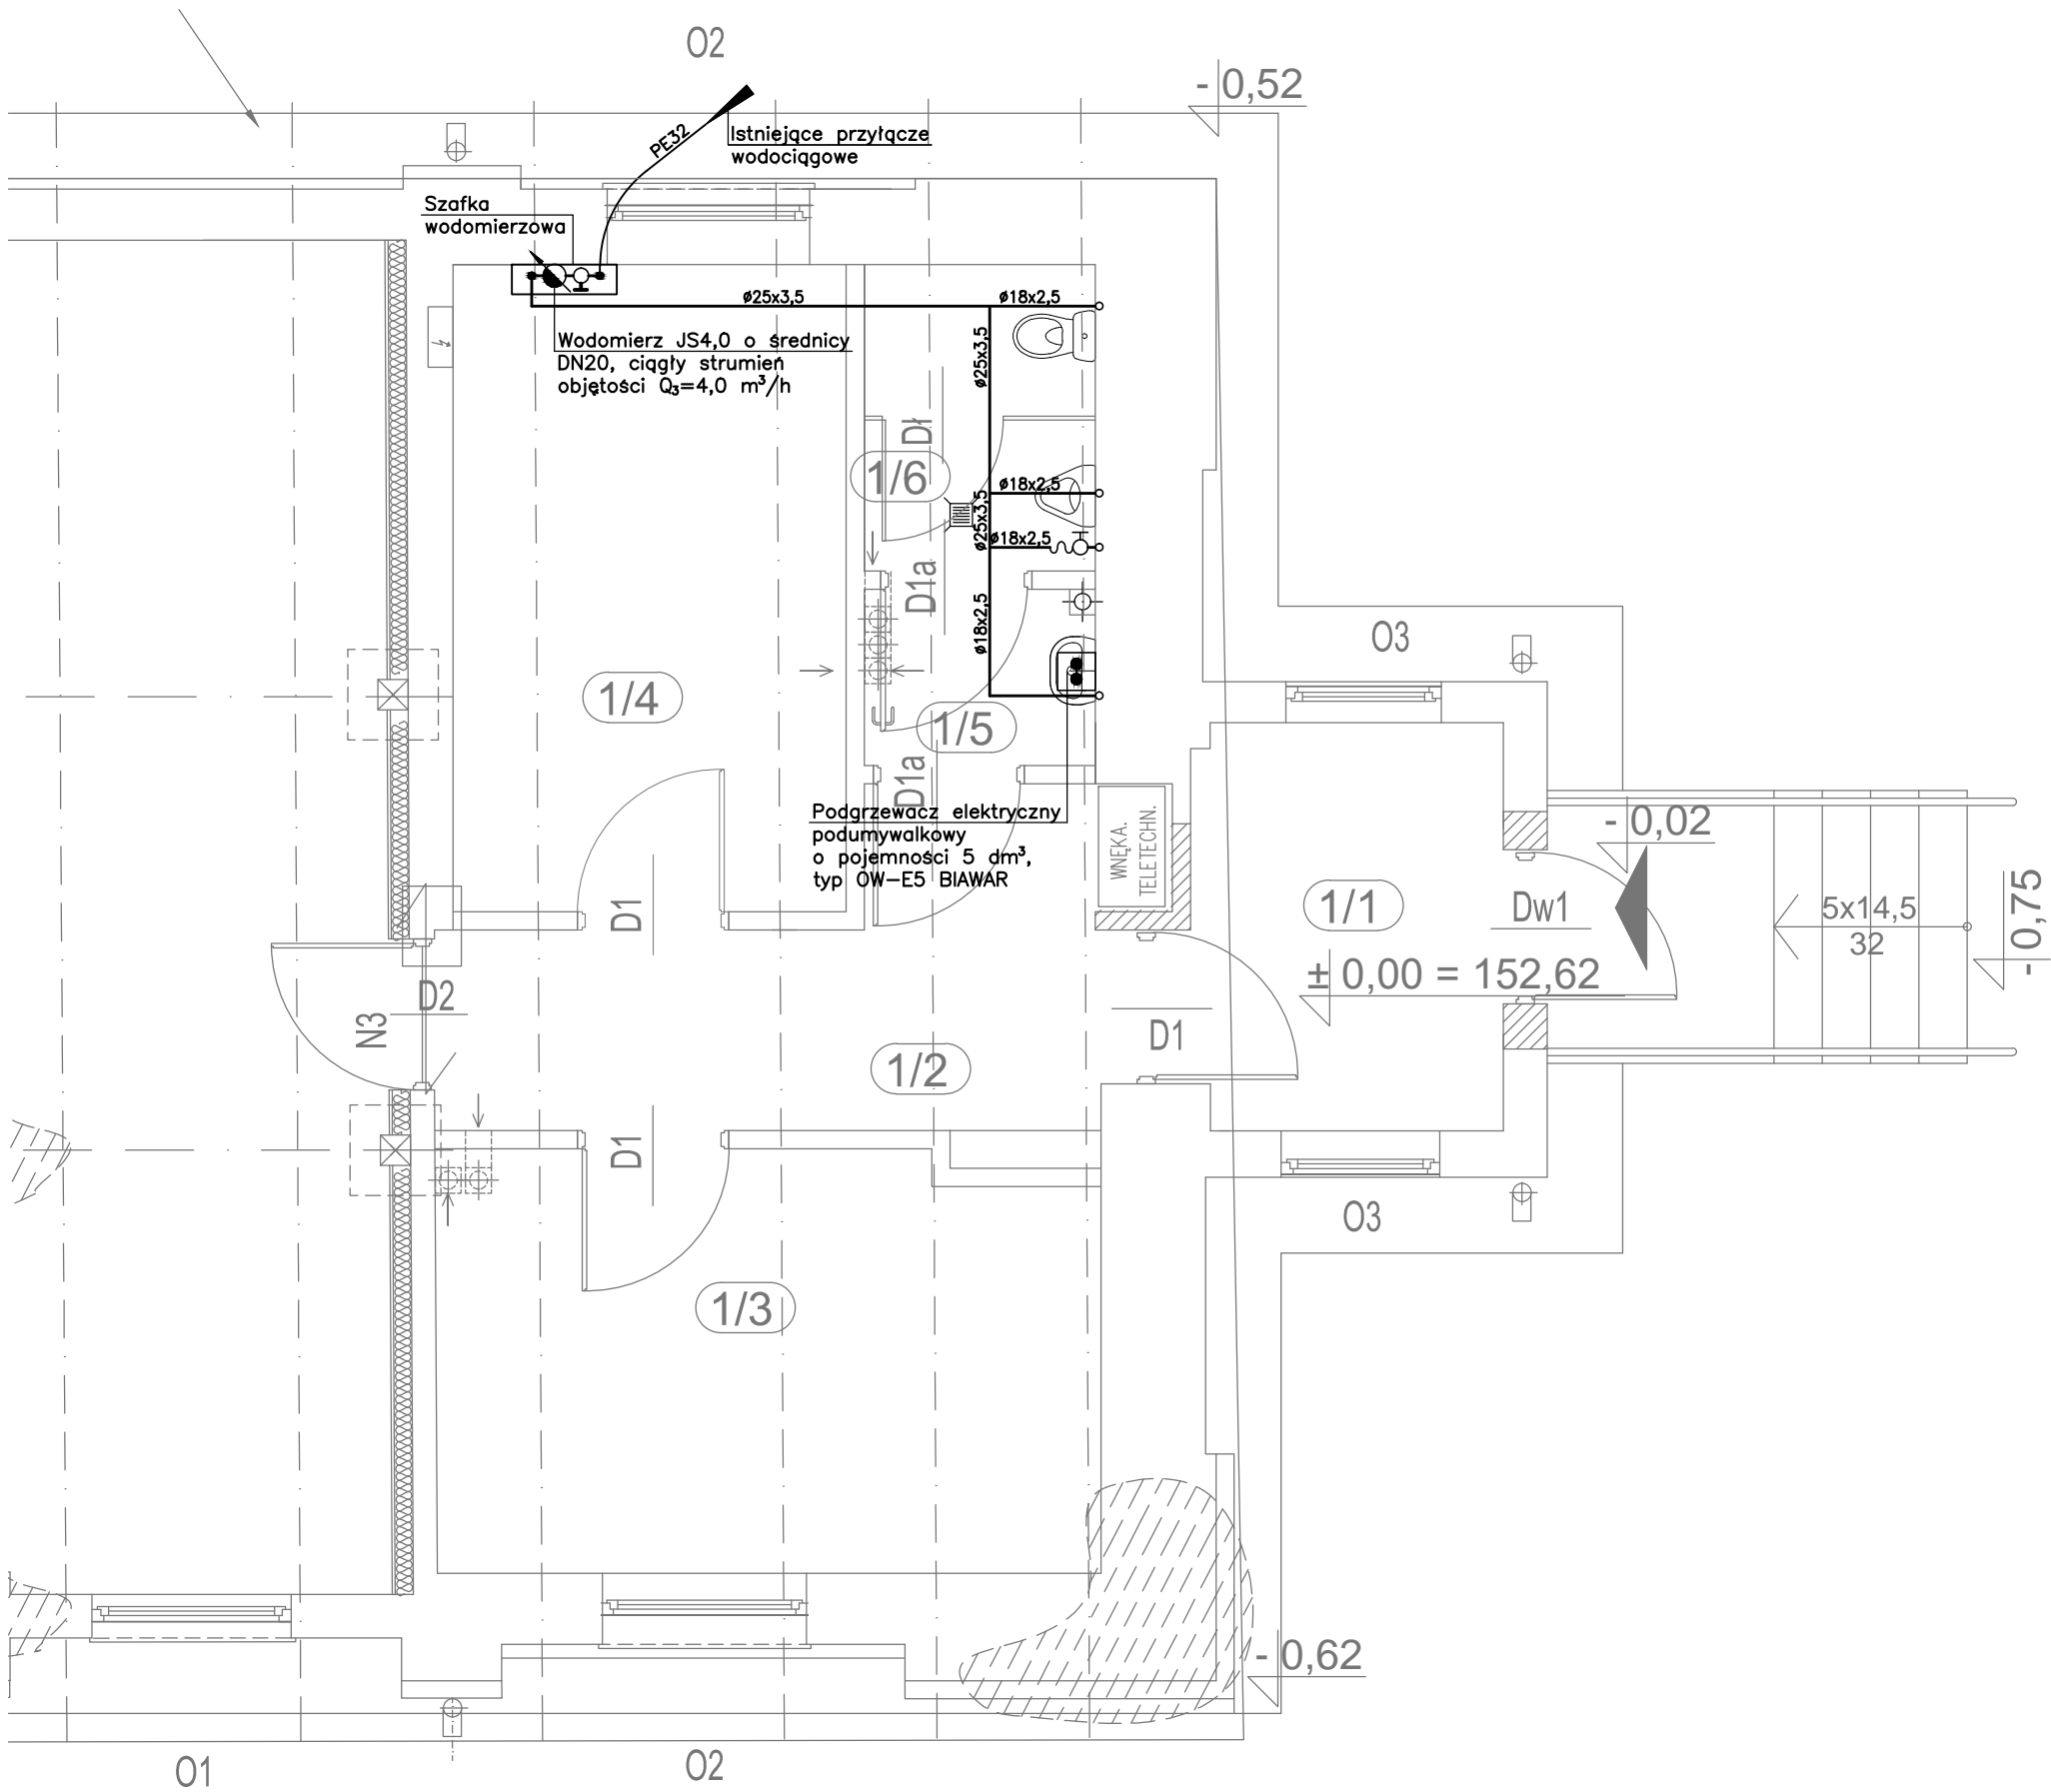 O2
- 0,52
PE32
Istniejące przyłącze
wodociągowe
Szafka
wodomierzowa
ø25x3,5
ø18x2,5
Wodomierz JS4,0 o średnicy
DN20, ciągły strumień
objętości Q₃=4,0 m³/h
ø25x3,5
Dł
1/6
ø18x2,5
ø25x3,5
ø18x2,5
D1a
ø18x2,5
O3
1/4
1/5
D1a
Podgrzewacz elektryczny
podumywalkowy
o pojemności 5 dm³,
typ OW-E5 BIAWAR
WNĘKA.
TELETECHN.
- 0,02
1/1
Dw1
5x14,5
32
- 0,75
D1
± 0,00 = 152,62
D2
N3
D1
1/2
D1
O3
1/3
- 0,62
O1
O2